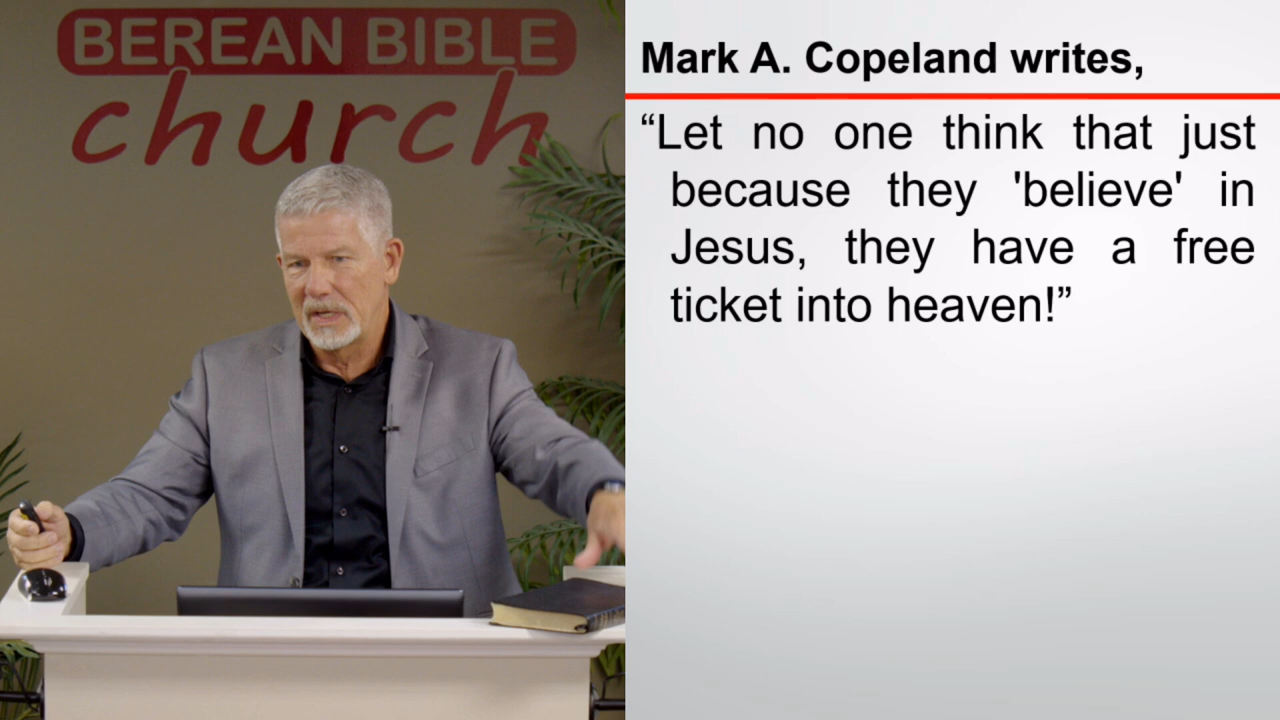 BEREAN BIBLE
church
Mark A. Copeland writes,
“Let no one think that just
because they 'believe' in
Jesus, they have a free
ticket into heaven!”